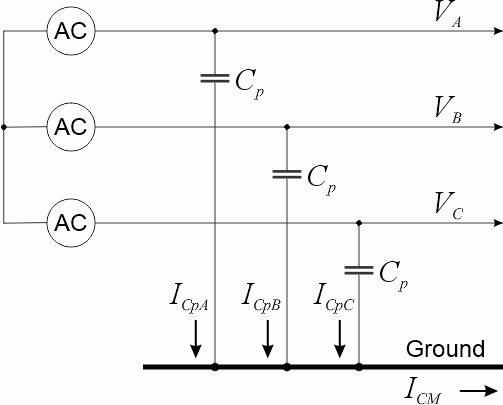 AC
V_A
C_p
AC
V_B
C_p
AC
V_C
C_p
I_CpA
I_CpB
I_CpC
Ground
I_CM